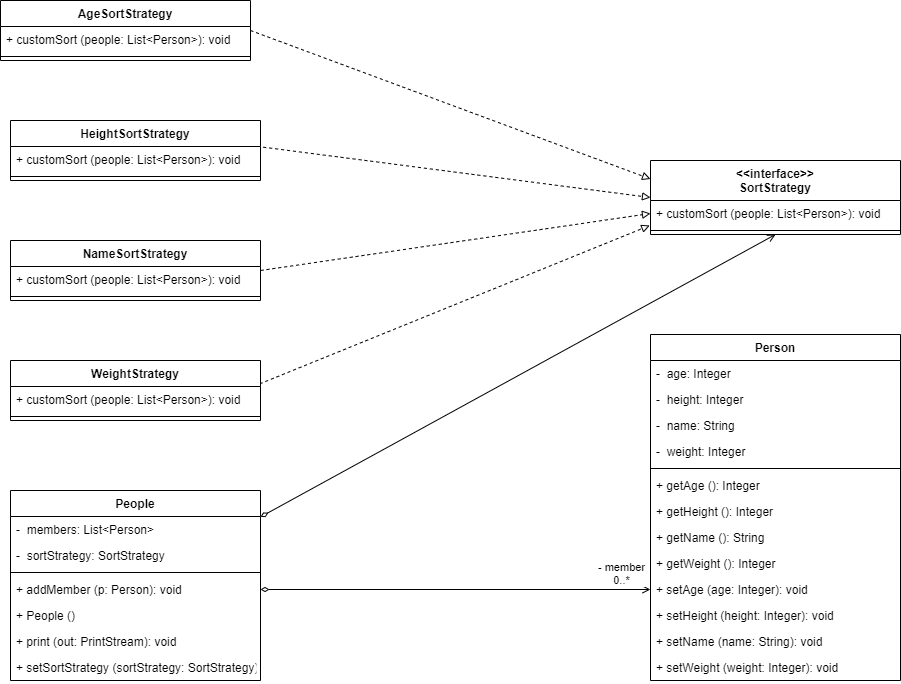 AgeSortStrategy
+ customSort (people: List<Person>): void
HeightSortStrategy
+ customSort (people: List<Person>): void
NameSortStrategy
+ customSort (people: List<Person>): void
WeightStrategy
+ customSort (people: List<Person>): void
<<interface>>
SortStrategy
+ customSort (people: List<Person>): void
People
- members: List<Person>
- sortStrategy: SortStrategy
+ addMember (p: Person): void
+ People ()
+ print (out: PrintStream): void
+ setSortStrategy (sortStrategy: SortStrategy)
- member
0..*
Person
- age: Integer
- height: Integer
- name: String
- weight: Integer
+ getAge (): Integer
+ getHeight (): Integer
+ getName (): String
+ getWeight (): Integer
+ setAge (age: Integer): void
+ setHeight (height: Integer): void
+ setName (name: String): void
+ setWeight (weight: Integer): void